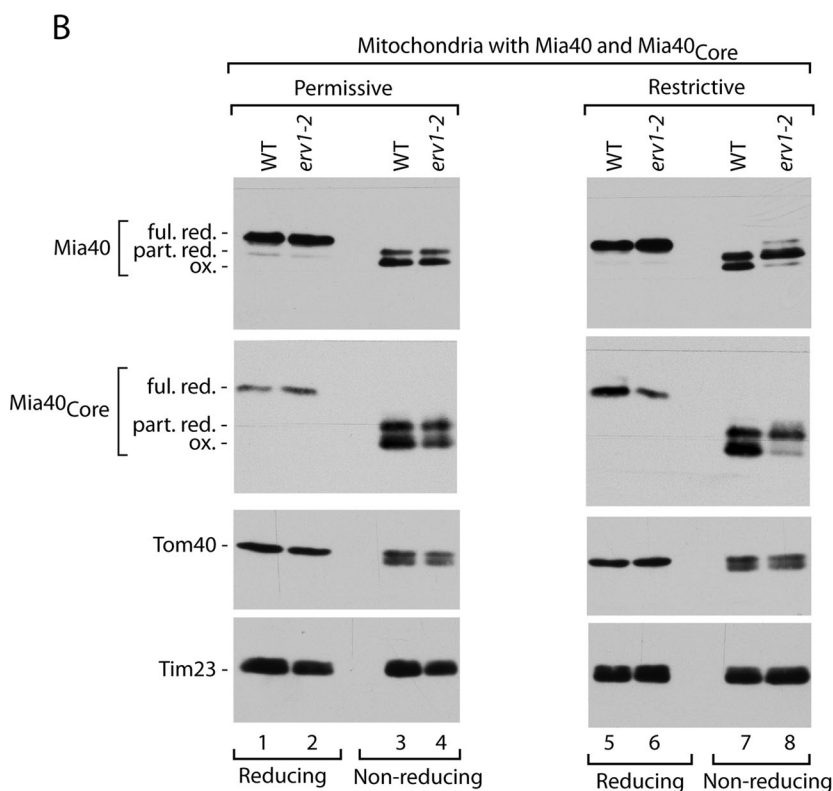 B
Mitochondria with Mia40 and Mia40Core
Permissive
Restrictive
WT erv1-2 WT erv1-2 WT erv1-2 WT erv1-2
Mia40
ful. red. -
part. red. -
ox. -
Mia40Core
ful. red. -
part. red. -
ox. -
Tom40 -
Tim23 -
1 2 3 4 5 6 7 8
Reducing Non-reducing Reducing Non-reducing